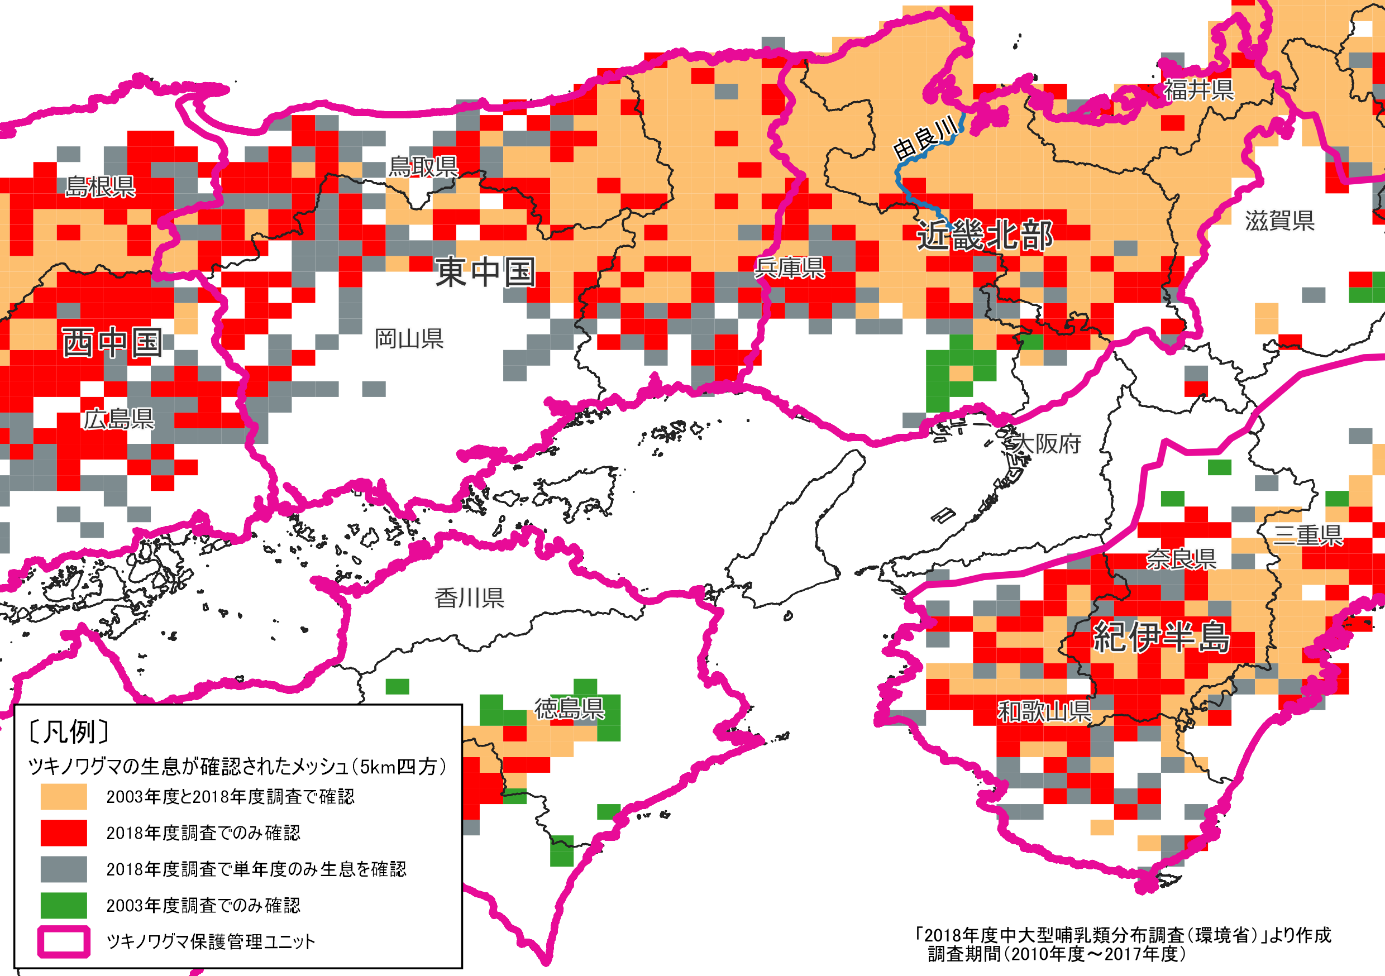 福井県
由良川
鳥取県
島根県
滋賀県
近畿北部
兵庫県
東中国
岡山県
西中国
広島県
大阪府
三重県
奈良県
香川県
紀伊半島
徳島県
和歌山県
〔凡例〕
ツキノワグマの生息が確認されたメッシュ(5km四方)
2003年度と2018年度調査で確認
2018年度調査でのみ確認
2018年度調査で単年度のみ生息を確認
2003年度調査でのみ確認
ツキノワグマ保護管理ユニット
「2018年度中大型哺乳類分布調査(環境省)」より作成
調査期間(2010年度～2017年度)